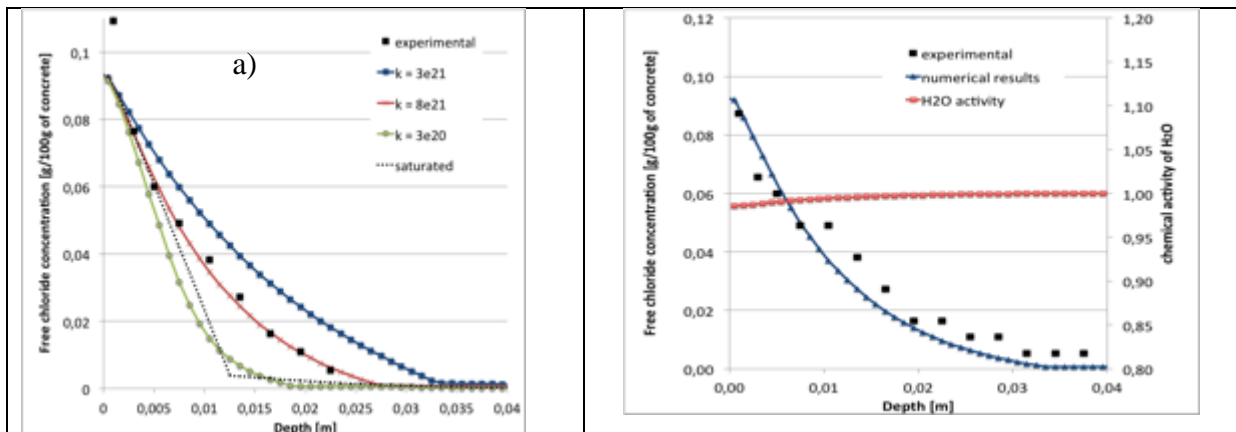 0,1
0,08
0,06
0,04
0,02
0
Free chloride concentration [g/100g of concrete]
a)
experimental
k = 3e21
k = 8e21
k = 3e20
saturated
0 0,005 0,01 0,015 0,02 0,025 0,03 0,035 0,04
Depth [m]
0,12
0,10
0,08
0,06
0,04
0,02
0,00
Free chloride concentration [g/100g of concrete]
experimental
numerical results
H2O activity
1,20
1,15
1,10
1,05
1,00
0,95
0,90
0,85
0,80
chemical activity of H2O
0,00 0,01 0,02 0,03 0,04
Depth [m]